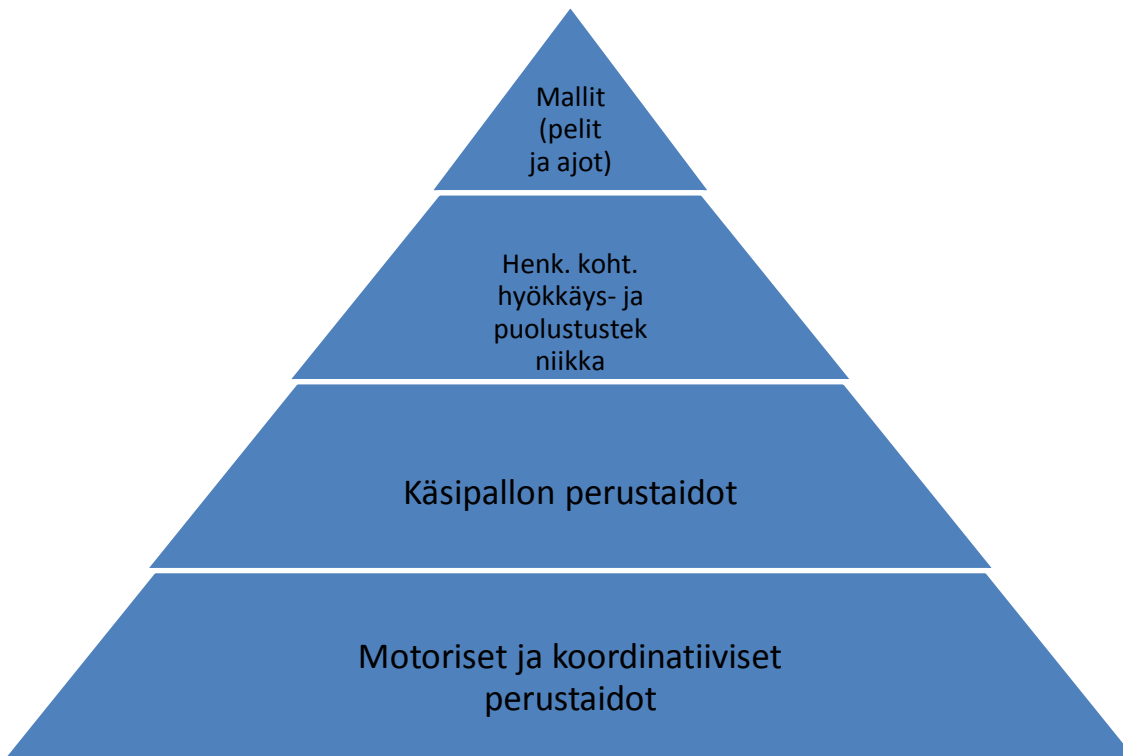 Mallit
(pelit
ja ajot)
Henk. koht.
hyökkäys- ja
puolustustek
niikka
Käsipallon perustaidot
Motoriset ja koordinatiiviset
perustaidot